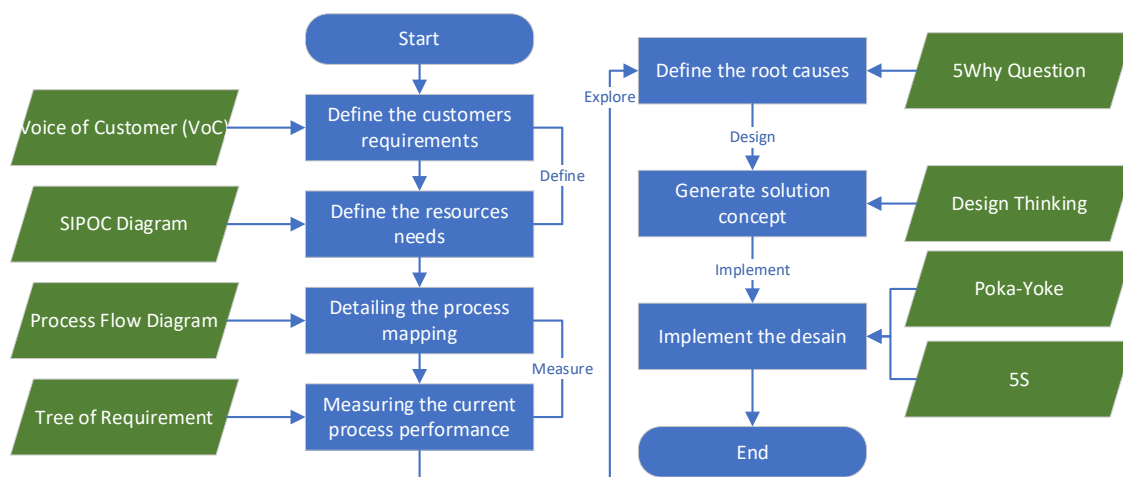 Start
Voice of Customer (VoC)
Define the customers
requirements
Define
SIPOC Diagram
Define the resources
needs
Process Flow Diagram
Detailing the process
mapping
Measure
Tree of Requirement
Measuring the current
process performance
Explore
Define the root causes
5Why Question
Design
Generate solution
concept
Design Thinking
Implement
Poka-Yoke
Implement the desain
5S
End